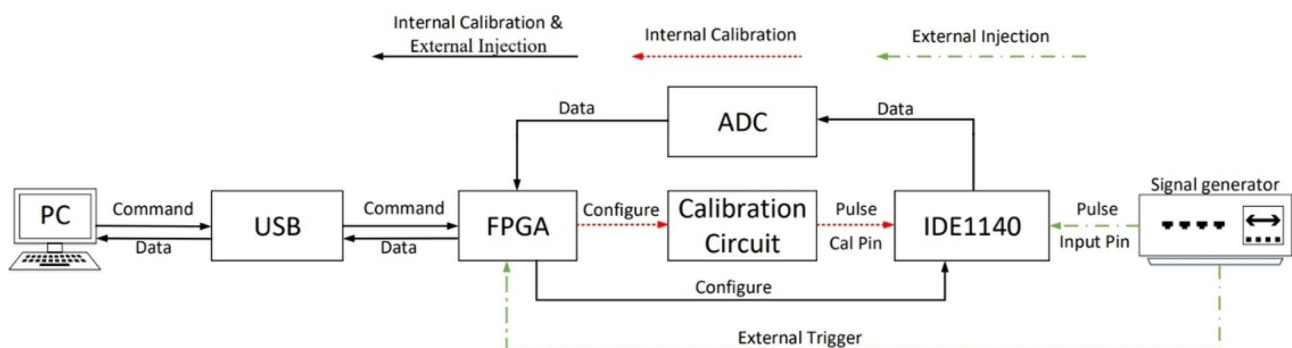 Internal Calibration &
External Injection
Internal Calibration
External Injection
Data
ADC
Data
PC
Command
Data
USB
Command
Data
FPGA
Configure
Calibration
Circuit
Pulse
Cal Pin
IDE1140
Pulse
Input Pin
Signal generator
Configure
External Trigger